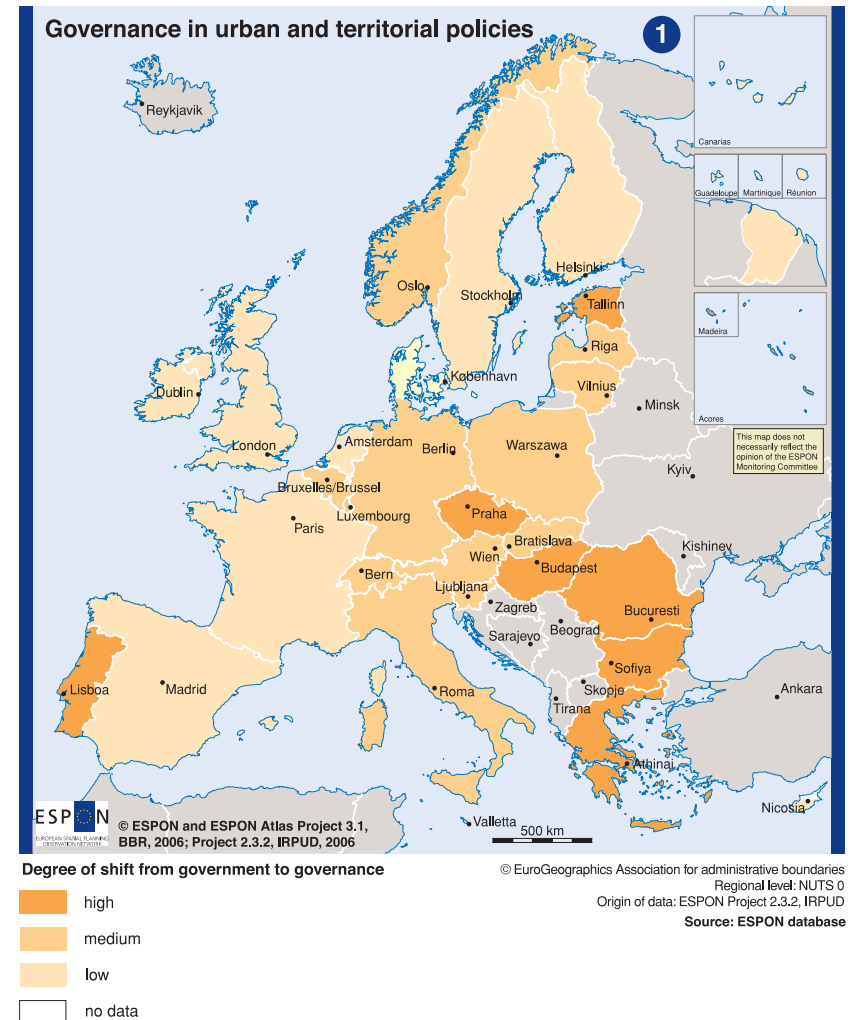 Governance in urban and territorial policies
1
Canarias
Guadeloupe
Martinique
Réunion
Madeira
Acores
This map does not
necessarily reflect the
opinion of the ESPON
Monitoring Committee
Reykjavik
Oslo
Stockholm
Helsinki
Tallinn
Riga
Vilnius
København
Minsk
Dublin
London
Amsterdam
Berlin
Warszawa
Kyiv
Bruxelles/Brussel
Luxembourg
Praha
Paris
Kishinev
Bratislava
Wien
Bern
Budapest
Ljubljana
Zagreb
Bucuresti
Beograd
Sarajevo
Sofiya
Lisboa
Madrid
Roma
Skopje
Ankara
Tirana
Athinai
Nicosia
Valletta
500 km
ESPON
EUROPEAN SPATIAL PLANNING
OBSERVATION NETWORK
© ESPON and ESPON Atlas Project 3.1,
BBR, 2006; Project 2.3.2, IRPUD, 2006
Degree of shift from government to governance
high
medium
low
no data
© EuroGeographics Association for administrative boundaries
Regional level: NUTS 0
Origin of data: ESPON Project 2.3.2, IRPUD
Source: ESPON database